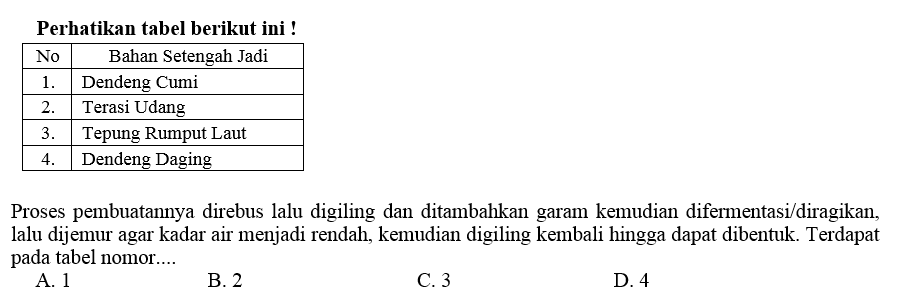 Perhatikan tabel berikut ini !
No Bahan Setengah Jadi
1. Dendeng Cumi
2. Terasi Udang
3. Tepung Rumput Laut
4. Dendeng Daging
Proses pembuatannya direbus lalu digiling dan ditambahkan garam kemudian difermentasi/diragikan,
lalu dijemur agar kadar air menjadi rendah, kemudian digiling kembali hingga dapat dibentuk. Terdapat
pada tabel nomor....
A. 1 B. 2 C. 3 D. 4